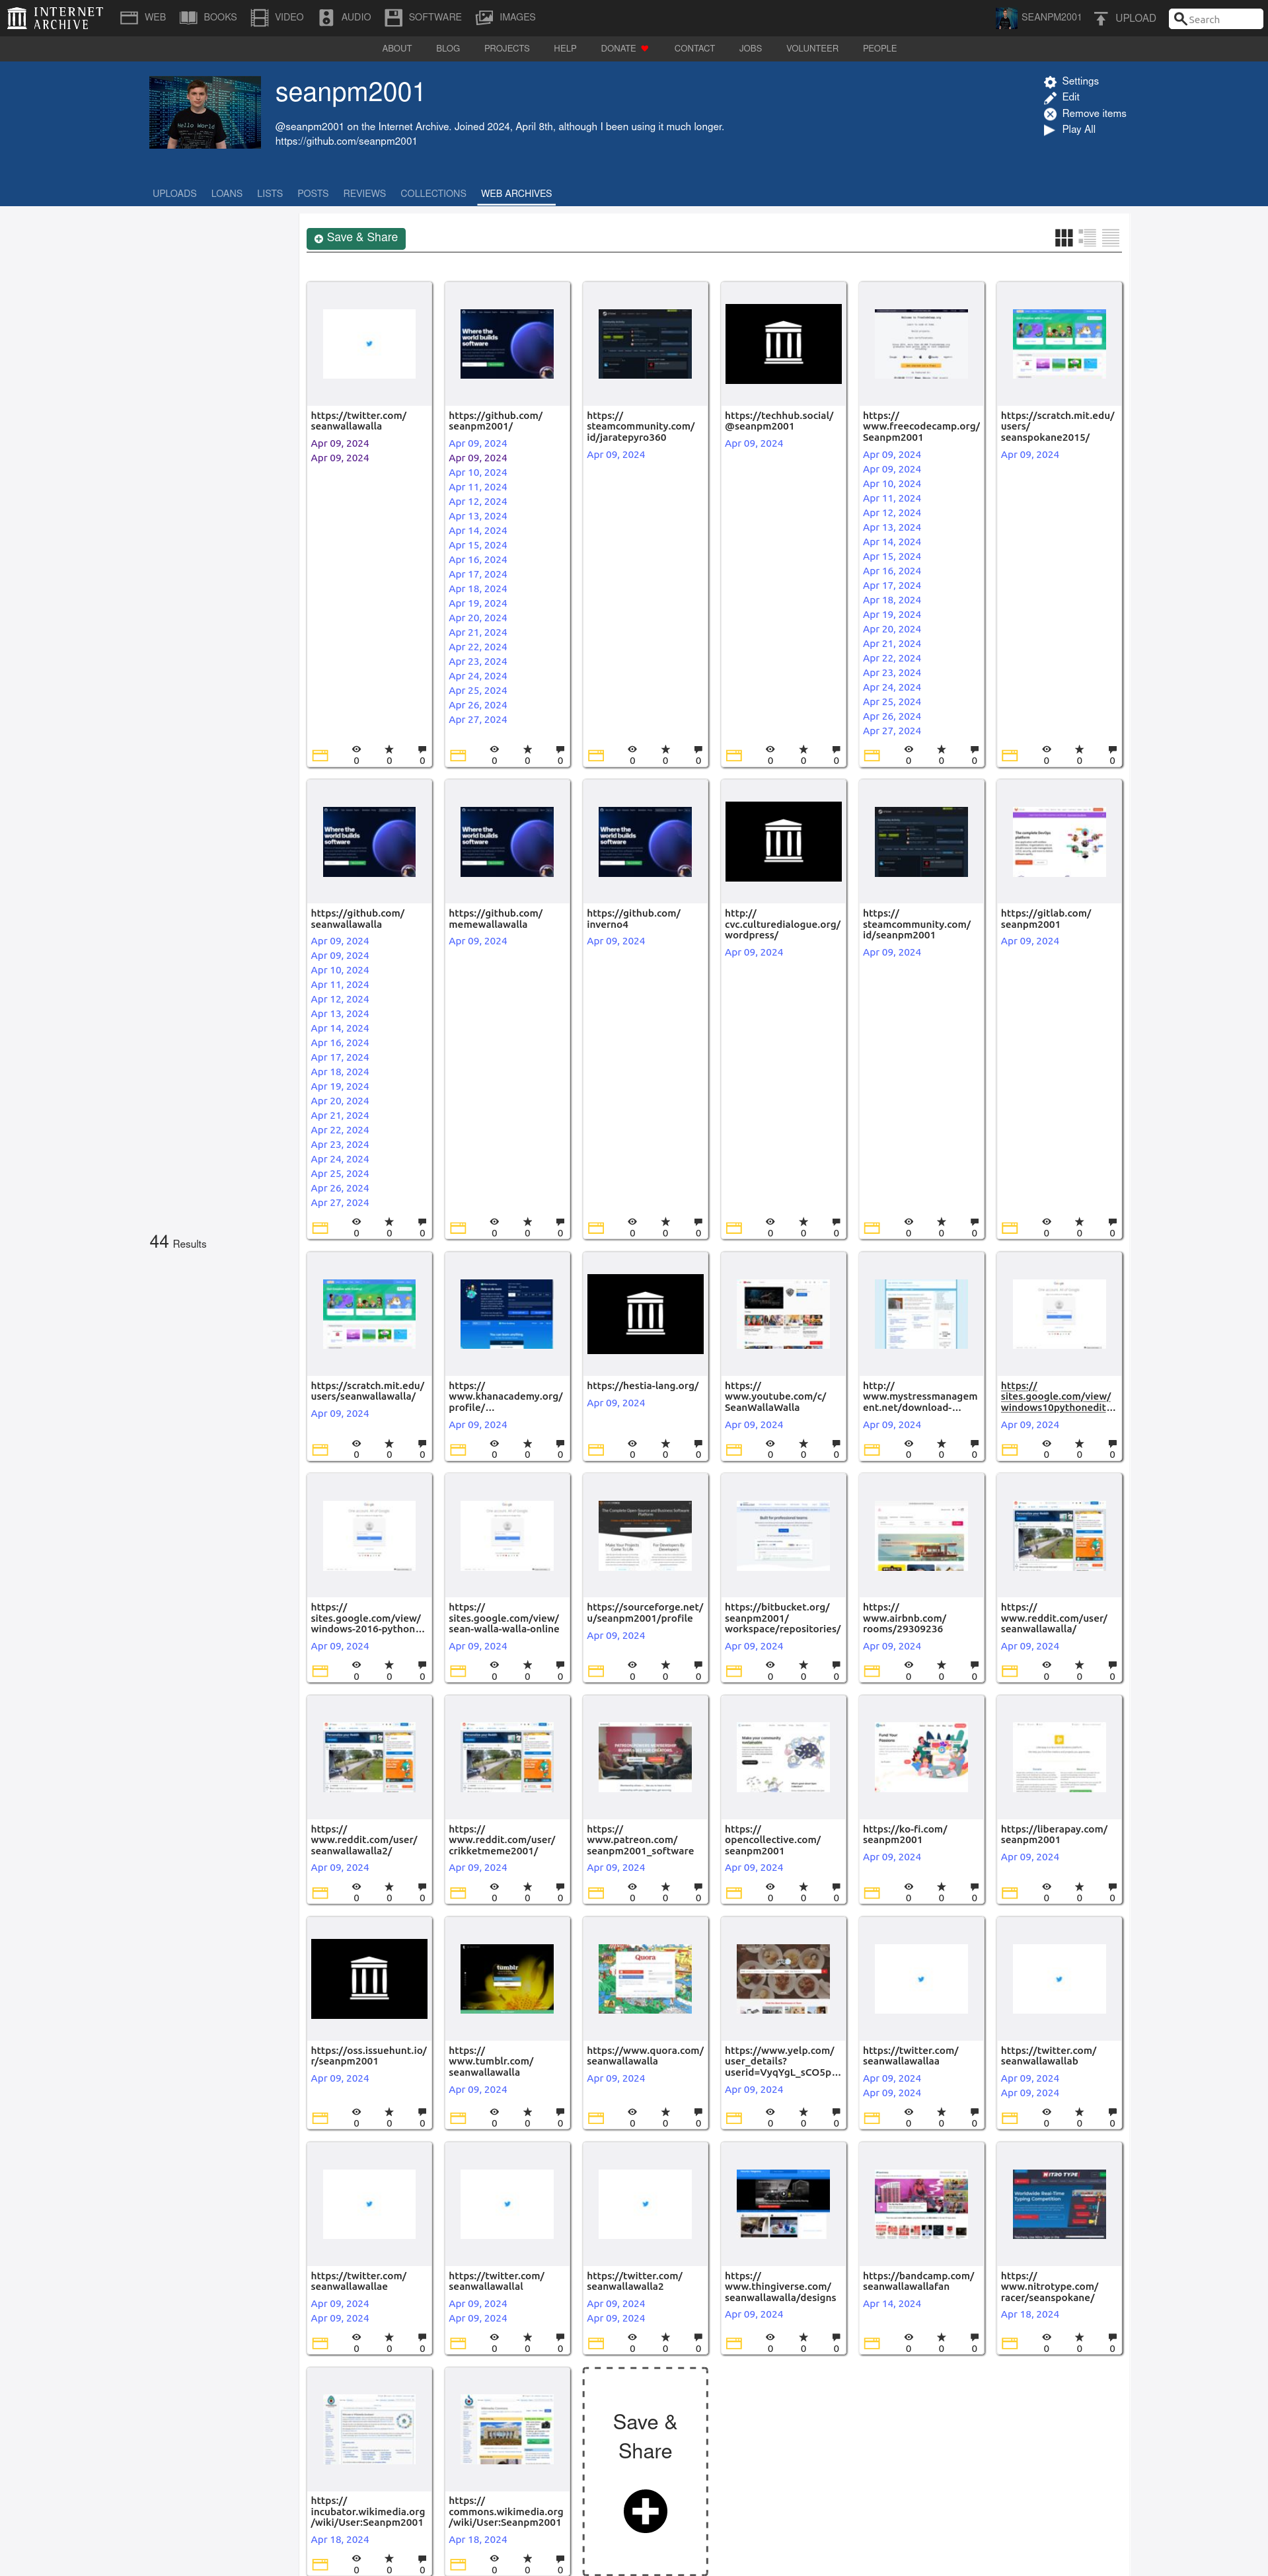 INTERNET ARCHIVE
WEB BOOKS VIDEO AUDIO SOFTWARE IMAGES SEANPM2001 UPLOAD Search
ABOUT BLOG PROJECTS HELP DONATE CONTACT JOBS VOLUNTEER PEOPLE
seanpm2001
@seanpm2001 on the Internet Archive. Joined 2024, April 8th, although I been using it much longer.
https://github.com/seanpm2001
Settings
Edit
Remove items
Play All
UPLOADS LOANS LISTS POSTS REVIEWS COLLECTIONS WEB ARCHIVES
44 Results
Save & Share
https://twitter.com/
seanwallawalla
Apr 09, 2024
Apr 09, 2024
0 0 0
Where the
world builds
software
https://github.com/
seanpm2001/
Apr 09, 2024
Apr 09, 2024
Apr 10, 2024
Apr 11, 2024
Apr 12, 2024
Apr 13, 2024
Apr 14, 2024
Apr 15, 2024
Apr 16, 2024
Apr 17, 2024
Apr 18, 2024
Apr 19, 2024
Apr 20, 2024
Apr 21, 2024
Apr 22, 2024
Apr 23, 2024
Apr 24, 2024
Apr 25, 2024
Apr 26, 2024
Apr 27, 2024
0 0 0
https://
steamcommunity.com/
id/jaratepyro360
Apr 09, 2024
0 0 0
https://techhub.social/
@seanpm2001
Apr 09, 2024
0 0 0
https://
www.freecodecamp.org/
Seanpm2001
Apr 09, 2024
Apr 09, 2024
Apr 10, 2024
Apr 11, 2024
Apr 12, 2024
Apr 13, 2024
Apr 14, 2024
Apr 15, 2024
Apr 16, 2024
Apr 17, 2024
Apr 18, 2024
Apr 19, 2024
Apr 20, 2024
Apr 21, 2024
Apr 22, 2024
Apr 23, 2024
Apr 24, 2024
Apr 25, 2024
Apr 26, 2024
Apr 27, 2024
0 0 0
https://scratch.mit.edu/
users/
seanspokane2015/
Apr 09, 2024
0 0 0
Where the
world builds
software
https://github.com/
seanwallawalla
Apr 09, 2024
Apr 09, 2024
Apr 10, 2024
Apr 11, 2024
Apr 12, 2024
Apr 13, 2024
Apr 14, 2024
Apr 16, 2024
Apr 17, 2024
Apr 18, 2024
Apr 19, 2024
Apr 20, 2024
Apr 21, 2024
Apr 22, 2024
Apr 23, 2024
Apr 24, 2024
Apr 25, 2024
Apr 26, 2024
Apr 27, 2024
0 0 0
Where the
world builds
software
https://github.com/
memewallawalla
Apr 09, 2024
0 0 0
Where the
world builds
software
https://github.com/
inverno4
Apr 09, 2024
0 0 0
http://
cvc.culturedialogue.org/
wordpress/
Apr 09, 2024
0 0 0
https://
steamcommunity.com/
id/seanpm2001
Apr 09, 2024
0 0 0
https://gitlab.com/
seanpm2001
Apr 09, 2024
0 0 0
https://scratch.mit.edu/
users/seanwallawalla/
Apr 09, 2024
0 0 0
https://
www.khanacademy.org/
profile/...
Apr 09, 2024
0 0 0
https://hestia-lang.org/
Apr 09, 2024
0 0 0
https://
www.youtube.com/c/
SeanWallaWalla
Apr 09, 2024
0 0 0
http://
www.mystressmanagem
ent.net/download-...
Apr 09, 2024
0 0 0
https://
sites.google.com/view/
windows10pythonedit...
Apr 09, 2024
0 0 0
https://
sites.google.com/view/
windows-2016-python...
Apr 09, 2024
0 0 0
https://
sites.google.com/view/
sean-walla-walla-online
Apr 09, 2024
0 0 0
https://sourceforge.net/
u/seanpm2001/profile
Apr 09, 2024
0 0 0
https://bitbucket.org/
seanpm2001/
workspace/repositories/
Apr 09, 2024
0 0 0
https://
www.airbnb.com/
rooms/29309236
Apr 09, 2024
0 0 0
https://
www.reddit.com/user/
seanwallawalla/
Apr 09, 2024
0 0 0
https://
www.reddit.com/user/
seanwallawalla2/
Apr 09, 2024
0 0 0
https://
www.reddit.com/user/
crikketmeme2001/
Apr 09, 2024
0 0 0
https://
www.patreon.com/
seanpm2001_software
Apr 09, 2024
0 0 0
https://
opencollective.com/
seanpm2001
Apr 09, 2024
0 0 0
https://ko-fi.com/
seanpm2001
Apr 09, 2024
0 0 0
https://liberapay.com/
seanpm2001
Apr 09, 2024
0 0 0
https://oss.issuehunt.io/
r/seanpm2001
Apr 09, 2024
0 0 0
tumblr
https://
www.tumblr.com/
seanwallawalla
Apr 09, 2024
0 0 0
Quora
https://www.quora.com/
seanwallawalla
Apr 09, 2024
0 0 0
https://www.yelp.com/
user_details?
userid=VyqYgL_sCO5p...
Apr 09, 2024
0 0 0
https://twitter.com/
seanwallawallaa
Apr 09, 2024
Apr 09, 2024
0 0 0
https://twitter.com/
seanwallawallab
Apr 09, 2024
Apr 09, 2024
0 0 0
https://twitter.com/
seanwallawallae
Apr 09, 2024
Apr 09, 2024
0 0 0
https://twitter.com/
seanwallawallal
Apr 09, 2024
Apr 09, 2024
0 0 0
https://twitter.com/
seanwallawalla2
Apr 09, 2024
Apr 09, 2024
0 0 0
https://
www.thingiverse.com/
seanwallawalla/designs
Apr 09, 2024
0 0 0
https://bandcamp.com/
seanwallawallafan
Apr 14, 2024
0 0 0
NITRO TYPE
https://
www.nitrotype.com/
racer/seanspokane/
Apr 18, 2024
0 0 0
https://
incubator.wikimedia.org
/wiki/User:Seanpm2001
Apr 18, 2024
0 0 0
https://
commons.wikimedia.org
/wiki/User:Seanpm2001
Apr 18, 2024
0 0 0
Save &
Share